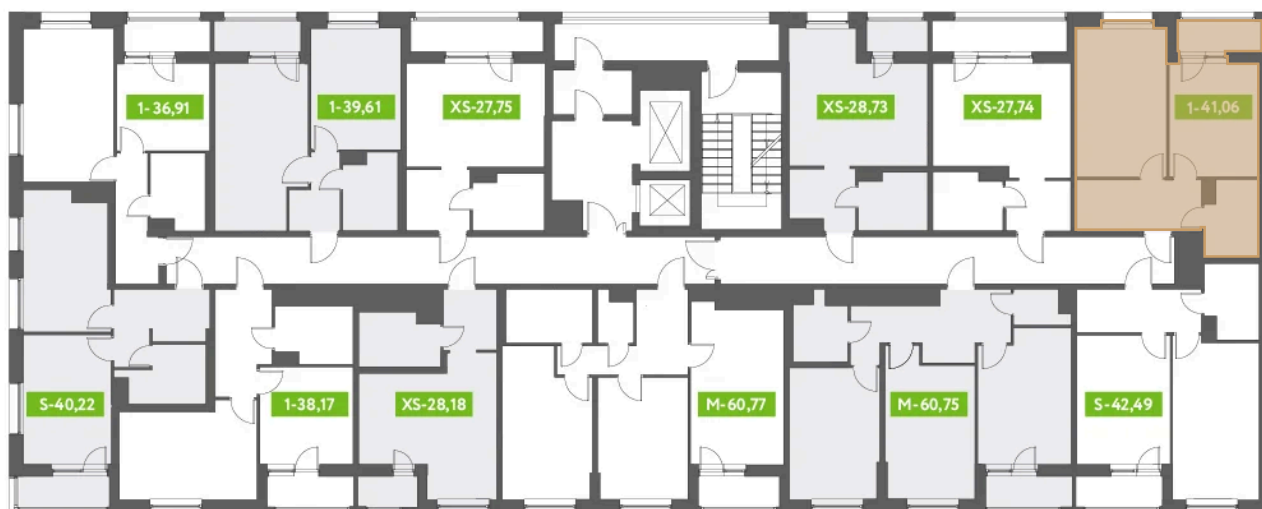 1-36,91
1-39,61
XS-27,75
XS-28,73
XS-27,74
1-41,06
S-40,22
1-38,17
XS-28,18
M-60,77
M-60,75
S-42,49